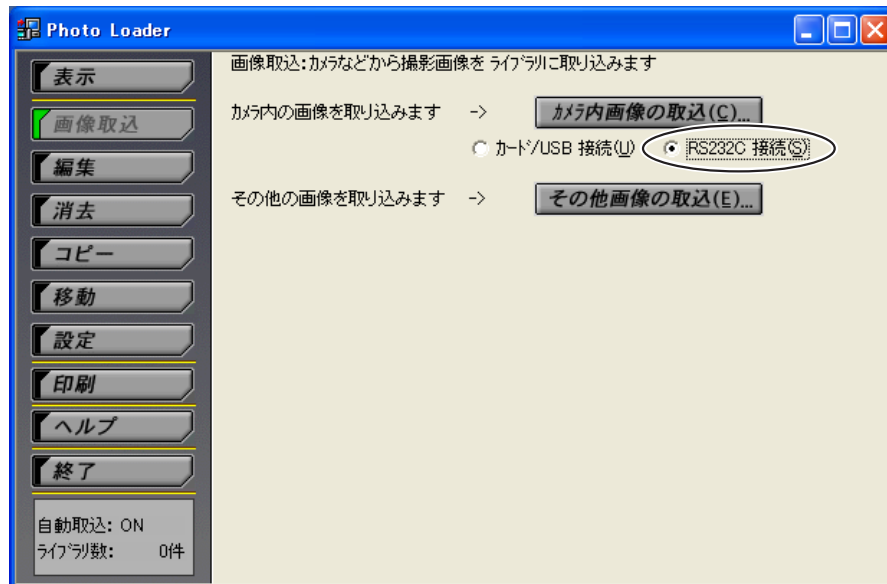 Photo Loader
表示
画像取込
編集
消去
コピー
移動
設定
印刷
ヘルプ
終了
自動取込: ON
ﾗｲﾌﾞﾗﾘ数: 0件
画像取込:ｶﾒﾗなどから撮影画像を ﾗｲﾌﾞﾗﾘに取り込みます
ｶﾒﾗ内の画像を取り込みます -> ｶﾒﾗ内画像の取込(C)...
ｶｰﾄﾞ/USB 接続(U) RS232C 接続(S)
その他の画像を取り込みます -> その他画像の取込(E)...